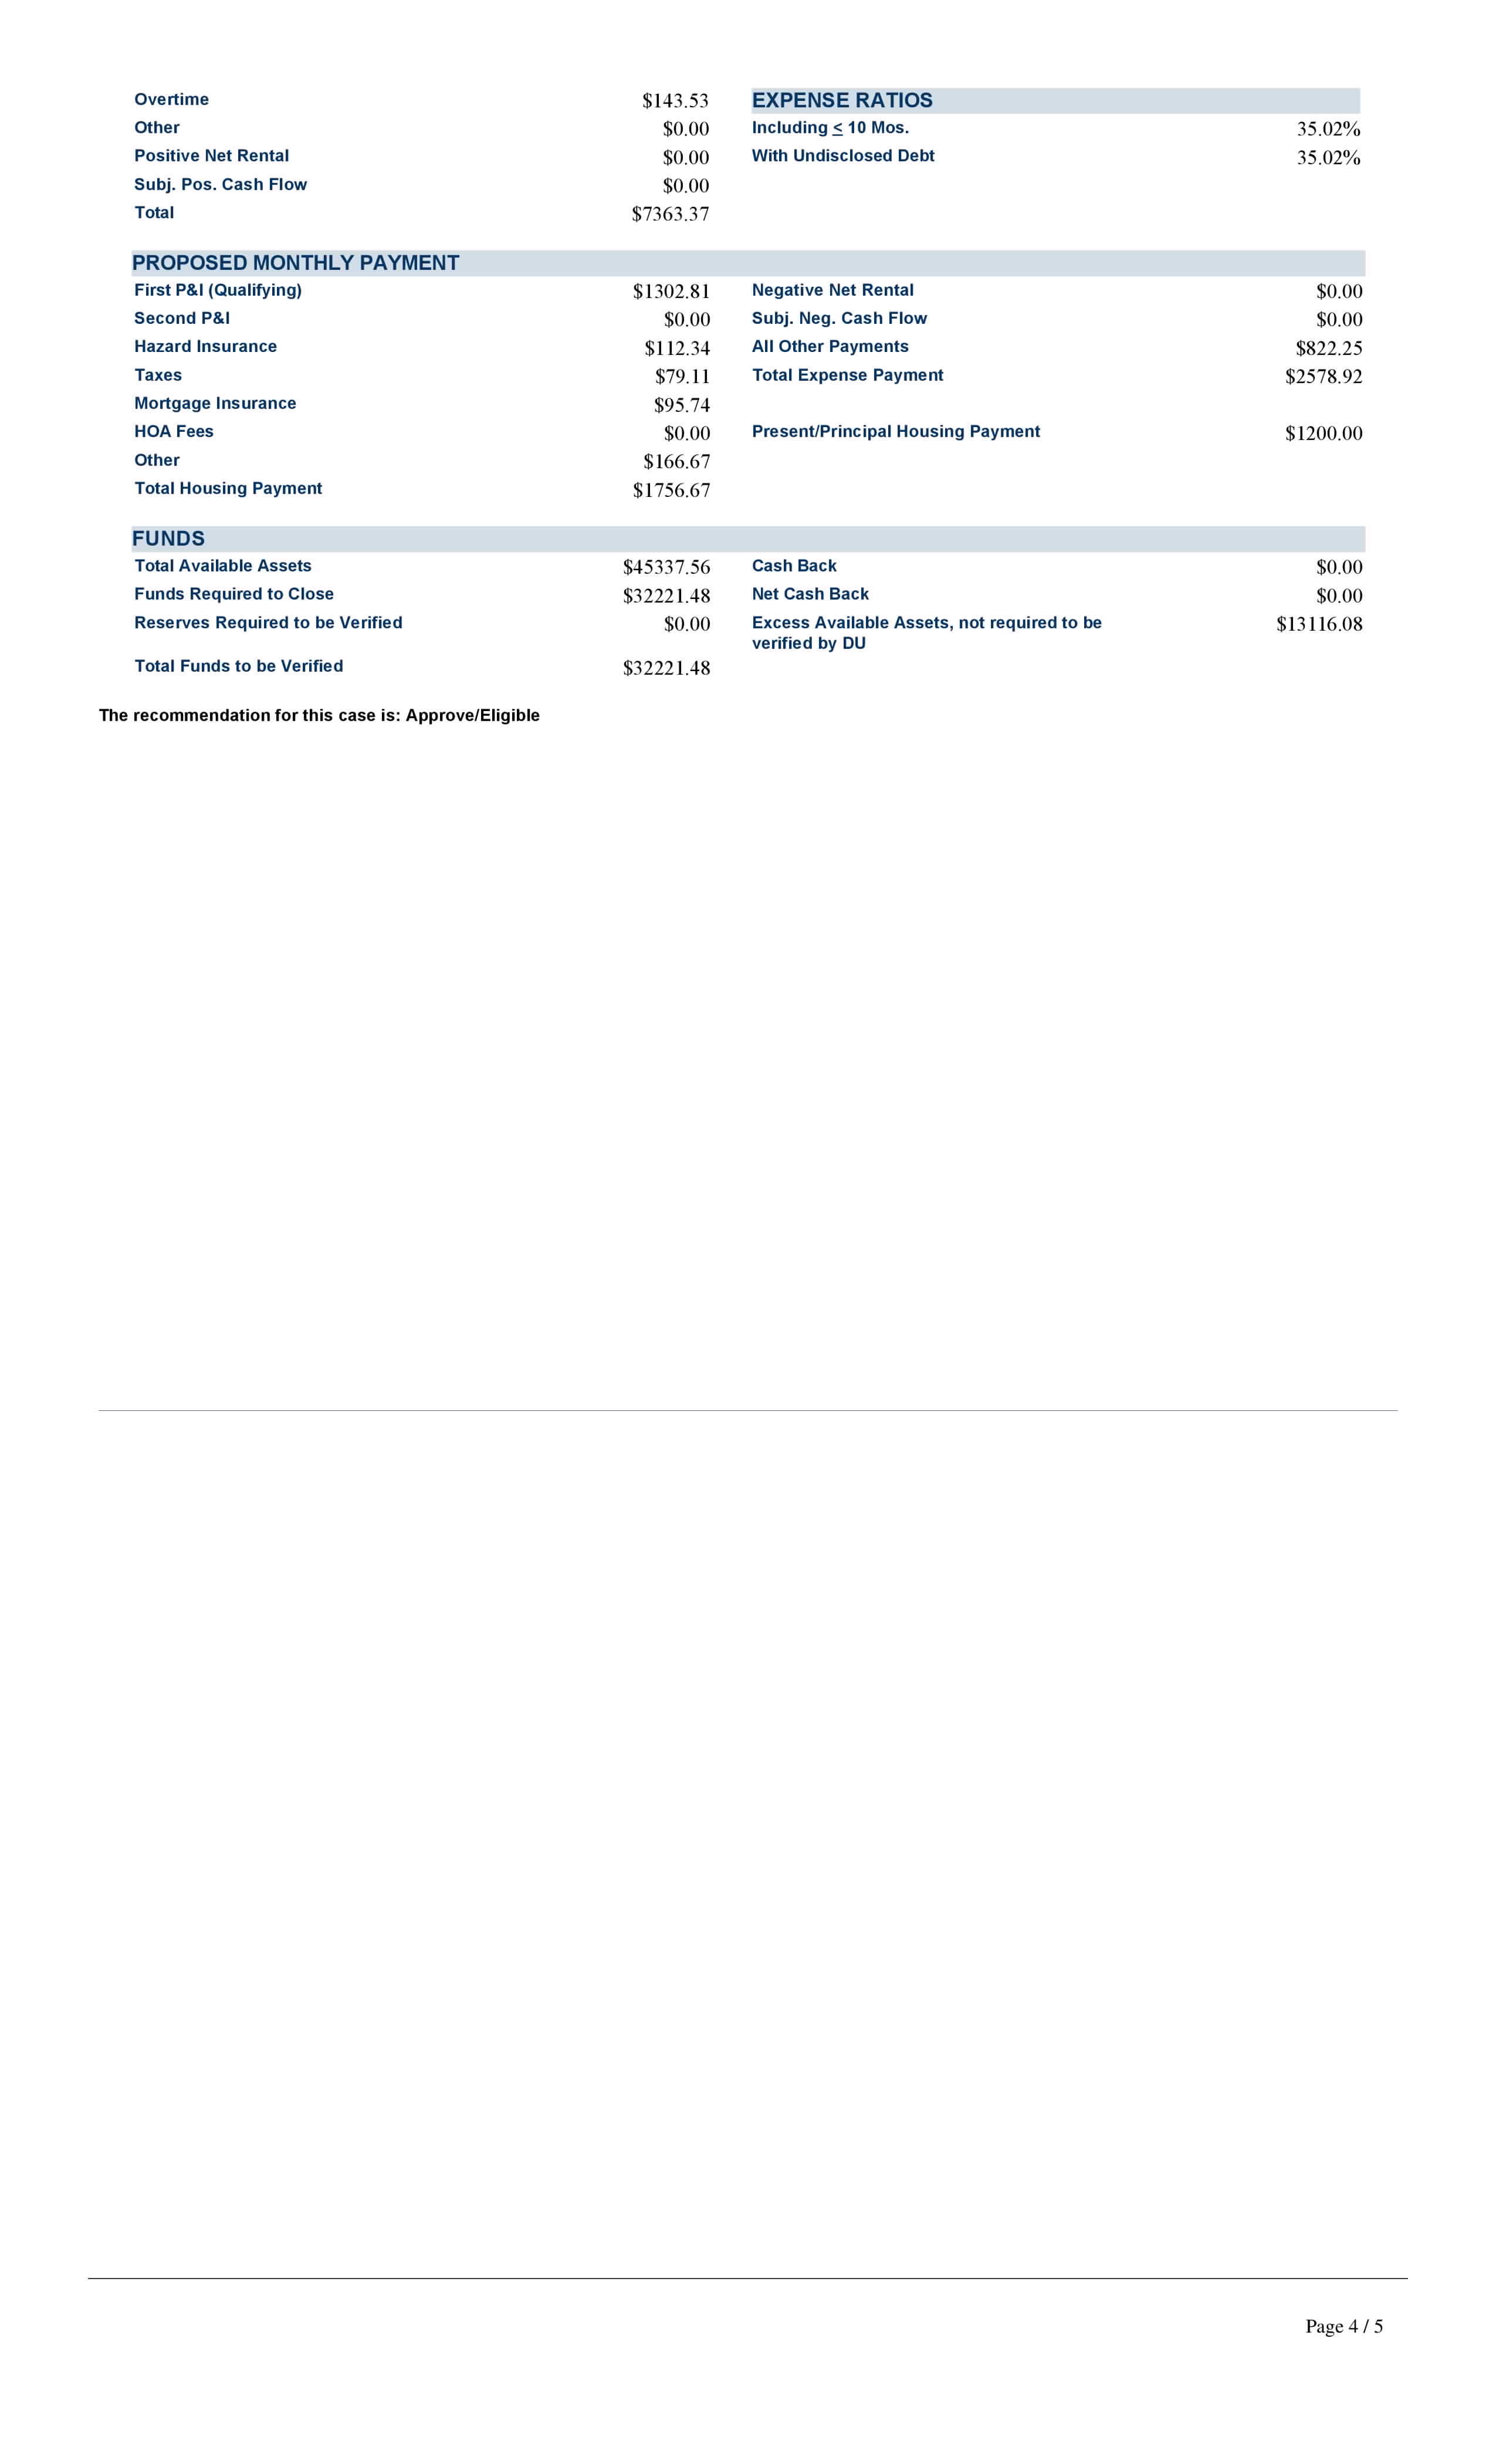 Overtime $143.53 EXPENSE RATIOS
Other $0.00 Including ≤ 10 Mos. 35.02%
Positive Net Rental $0.00 With Undisclosed Debt 35.02%
Subj. Pos. Cash Flow $0.00
Total $7363.37
PROPOSED MONTHLY PAYMENT
First P&I (Qualifying) $1302.81 Negative Net Rental $0.00
Second P&I $0.00 Subj. Neg. Cash Flow $0.00
Hazard Insurance $112.34 All Other Payments $822.25
Taxes $79.11 Total Expense Payment $2578.92
Mortgage Insurance $95.74
HOA Fees $0.00 Present/Principal Housing Payment $1200.00
Other $166.67
Total Housing Payment $1756.67
FUNDS
Total Available Assets $45337.56 Cash Back $0.00
Funds Required to Close $32221.48 Net Cash Back $0.00
Reserves Required to be Verified $0.00 Excess Available Assets, not required to be $13116.08
verified by DU
Total Funds to be Verified $32221.48
The recommendation for this case is: Approve/Eligible
Page 4 / 5